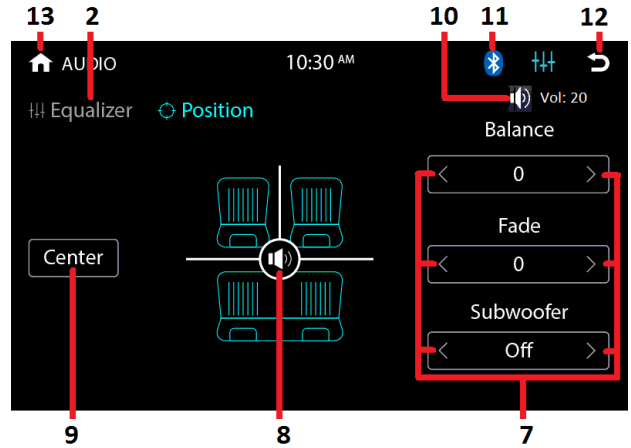 13 2 10 11 12
AUDIO 10:30 AM
Equalizer Position Vol: 20
Balance
0
Fade
Center 0
Subwoofer
Off
9 8 7